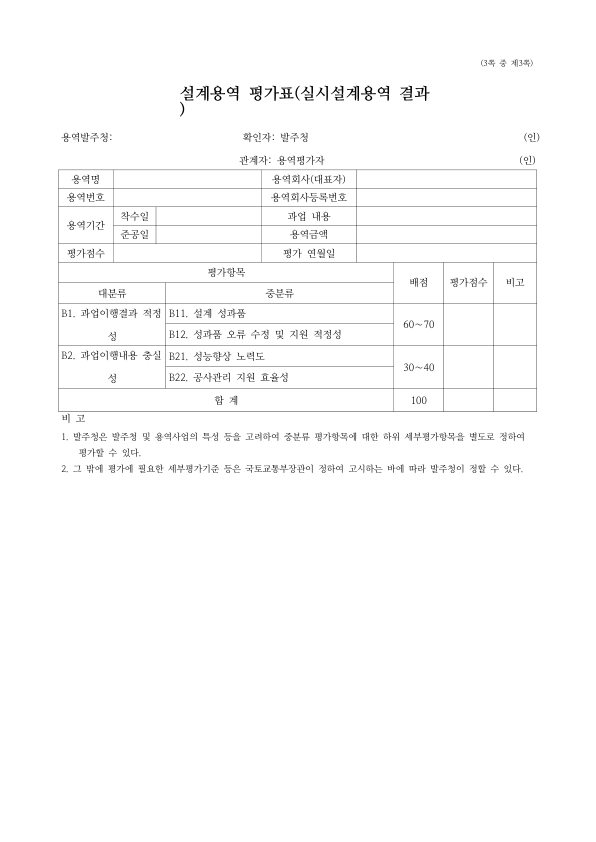 (3쪽 중 제3쪽)
설계용역 평가표(실시설계용역 결과
)
용역발주청: 확인자: 발주청 (인)
관계자: 용역평가자 (인)
용역명 용역회사(대표자)
용역번호 용역회사등록번호
용역기간 착수일 과업 내용
준공일 용역금액
평가점수 평가 연월일
평가항목 배점 평가점수 비고
대분류 중분류
B1. 과업이행결과 적정
성
B11. 설계 성과품
B12. 성과품 오류 수정 및 지원 적정성
60~70
B2. 과업이행내용 충실
성
B21. 성능향상 노력도
B22. 공사관리 지원 효율성
30~40
합 계 100
비 고
1. 발주청은 발주청 및 용역사업의 특성 등을 고려하여 중분류 평가항목에 대한 하위 세부평가항목을 별도로 정하여
평가할 수 있다.
2. 그 밖에 평가에 필요한 세부평가기준 등은 국토교통부장관이 정하여 고시하는 바에 따라 발주청이 정할 수 있다.